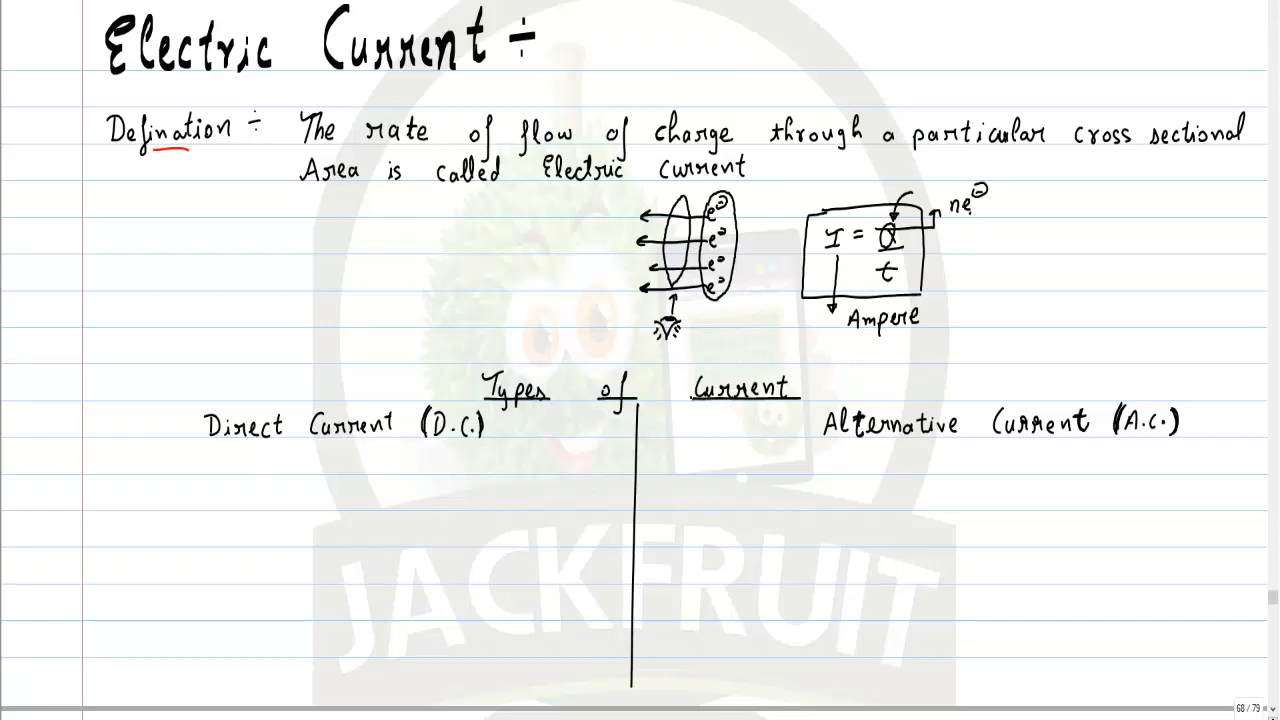 Electric Current ÷
Defination ÷ The rate of flow of charge through a particular cross sectional
Area is called Electric Current
e⁻
e⁻
e⁻
e⁻
I = Q/t
ne⁻
Ampere
Types of Current
Direct Current (D.C.)
Alternative Current (A.C.)
JACKFRUIT
68 / 79